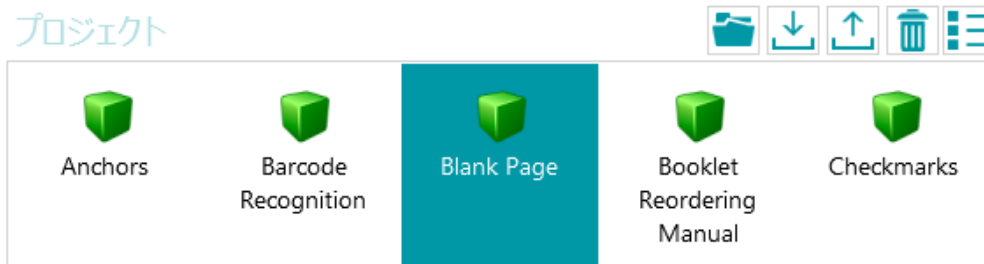 プロジェクト
Anchors
Barcode
Recognition
Blank Page
Booklet
Reordering
Manual
Checkmarks